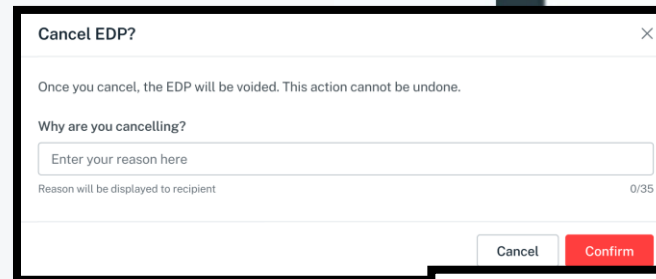 Cancel EDP?
Once you cancel, the EDP will be voided. This action cannot be undone.
Why are you cancelling?
Enter your reason here
Reason will be displayed to recipient 0/35
Cancel Confirm